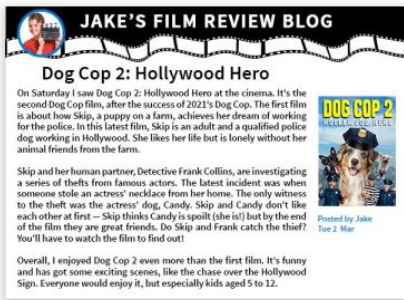 JAKE'S FILM REVIEW BLOG
Dog Cop 2: Hollywood Hero
On Saturday I saw Dog Cop 2: Hollywood Hero at the cinema. It's the
second Dog Cop film, after the success of 2021's Dog Cop. The first film
is about how Skip, a puppy on a farm, achieves her dream of working
for the police. In this latest film, Skip is an adult and a qualified police
dog working in Hollywood. She likes her life but is lonely without her
animal friends from the farm.
Skip and her human partner, Detective Frank Collins, are investigating
a series of thefts from famous actors. The latest incident was when
someone stole an actress' necklace from her home. The only witness
to the theft was the actress' dog, Candy. Skip and Candy don't like
each other at first — Skip thinks Candy is spoilt (she is!) but by the end
of the film they are great friends. Do Skip and Frank catch the thief?
You'll have to watch the film to find out!
Overall, I enjoyed Dog Cop 2 even more than the first film. It's funny
and has got some exciting scenes, like the chase over the Hollywood
Sign. Everyone would enjoy it, but especially kids aged 5 to 12.
DOG COP 2
HOLLYWOOD HERO
Posted by Jake
Tue 2 Mar